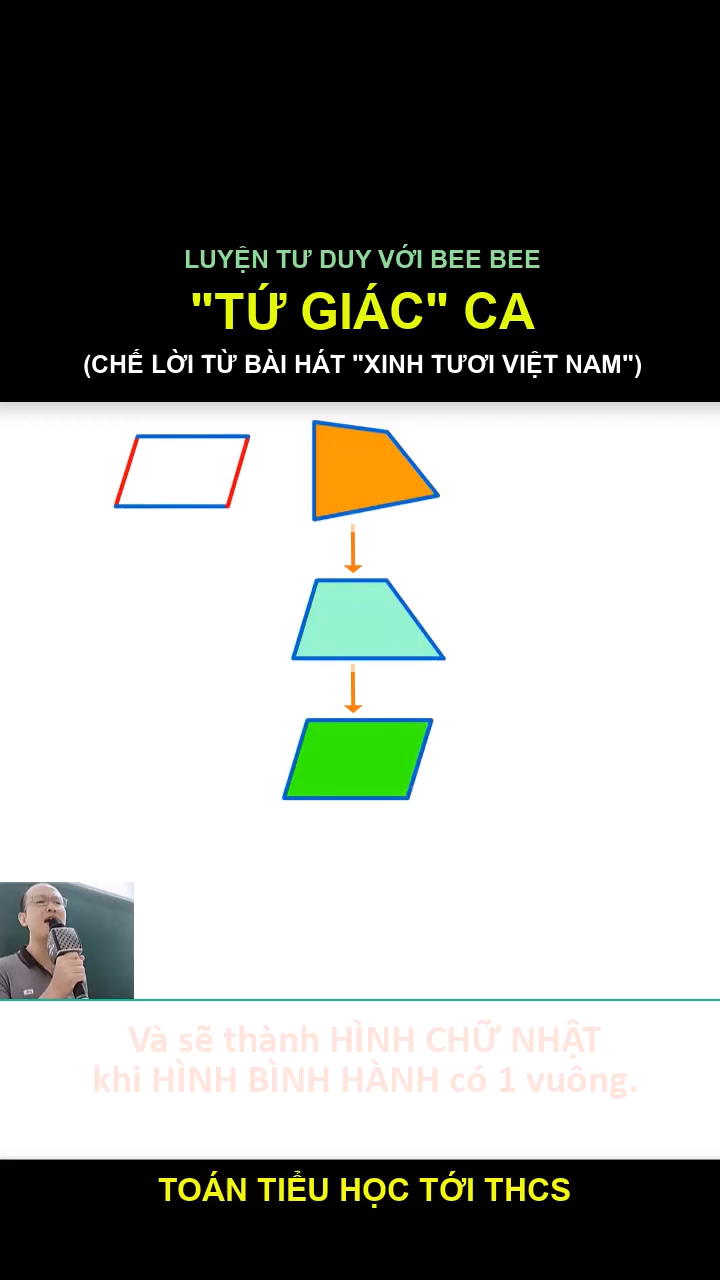 LUYỆN TƯ DUY VỚI BEE BEE
"TỨ GIÁC" CA
(CHẾ LỜI TỪ BÀI HÁT "XINH TƯƠI VIỆT NAM")
Và sẽ thành HÌNH CHỮ NHẬT
khi HÌNH BÌNH HÀNH có 1 vuông.
TOÁN TIỂU HỌC TỚI THCS